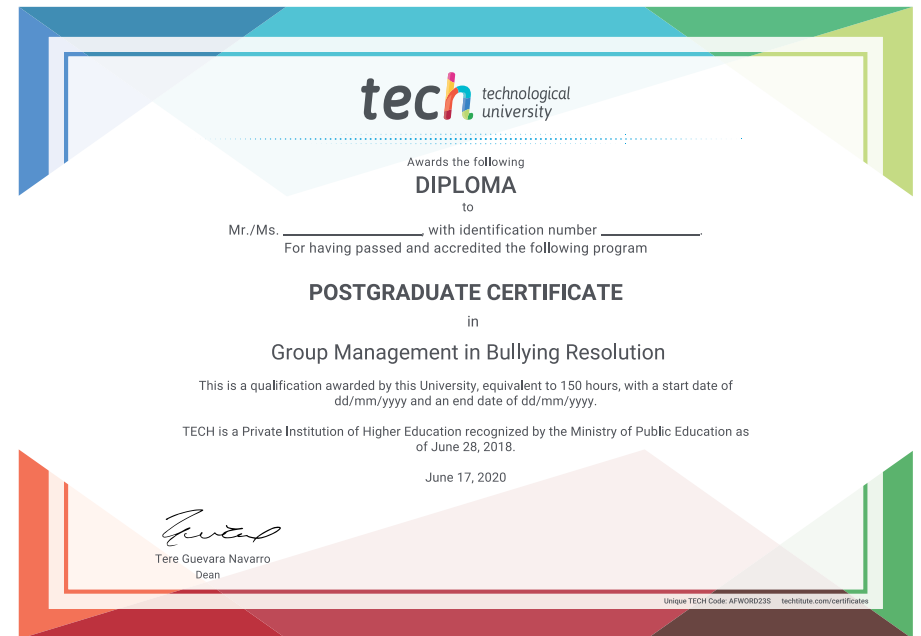 tech technological
university
Awards the following
DIPLOMA
to
Mr./Ms. ____________________, with identification number ______________.
For having passed and accredited the following program
POSTGRADUATE CERTIFICATE
in
Group Management in Bullying Resolution
This is a qualification awarded by this University, equivalent to 150 hours, with a start date of
dd/mm/yyyy and an end date of dd/mm/yyyy.
TECH is a Private Institution of Higher Education recognized by the Ministry of Public Education as
of June 28, 2018.
June 17, 2020
Tere Guevara Navarro
Dean
Unique TECH Code: AFWORD23S techtitute.com/certificates